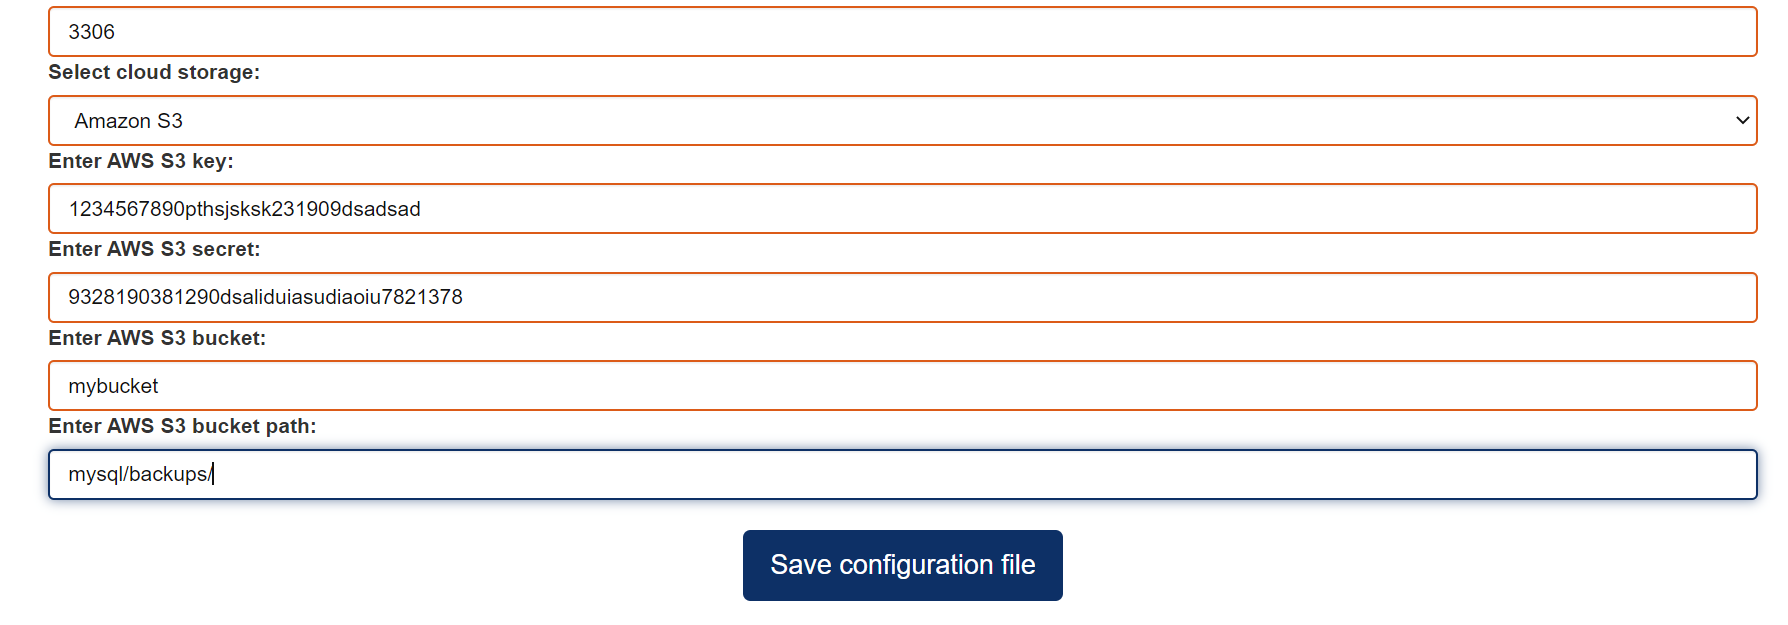 3306
Select cloud storage:
Amazon S3
Enter AWS S3 key:
1234567890pthsjsksk231909dsadsad
Enter AWS S3 secret:
9328190381290dsaliduiasudiaoiu7821378
Enter AWS S3 bucket:
mybucket
Enter AWS S3 bucket path:
mysql/backups/
Save configuration file